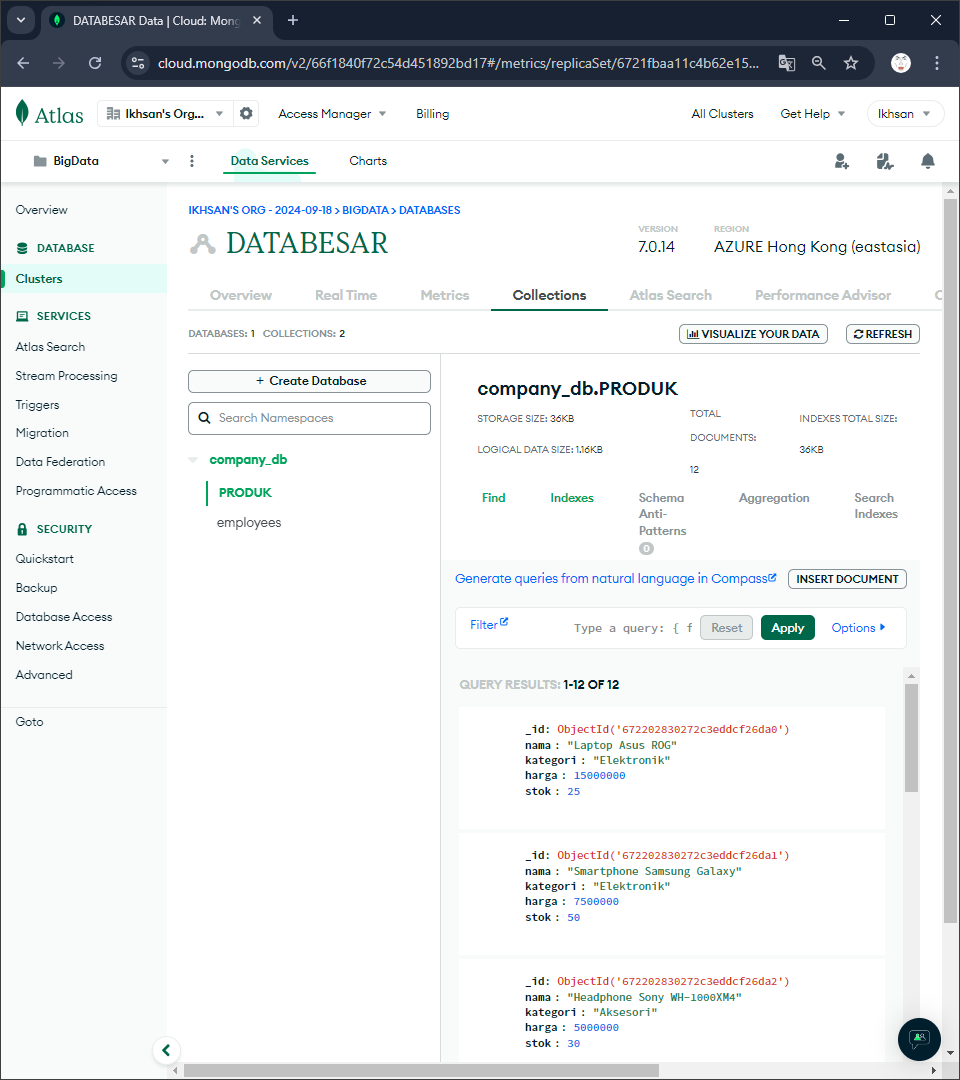 DATABESAR Data | Cloud: Mong
cloud.mongodb.com/v2/66f1840f72c54d451892bd17#/metrics/replicaSet/6721fbaa11c4b62e15...
Atlas
Ikhsan's Org...
Access Manager
Billing
All Clusters
Get Help
Ikhsan
BigData
Data Services
Charts
Overview
DATABASE
Clusters
SERVICES
Atlas Search
Stream Processing
Triggers
Migration
Data Federation
Programmatic Access
SECURITY
Quickstart
Backup
Database Access
Network Access
Advanced
Goto
IKHSAN'S ORG - 2024-09-18 > BIGDATA > DATABASES
DATABESAR
VERSION
7.0.14
REGION
AZURE Hong Kong (eastasia)
Overview
Real Time
Metrics
Collections
Atlas Search
Performance Advisor
DATABASES: 1 COLLECTIONS: 2
VISUALIZE YOUR DATA
REFRESH
+ Create Database
Search Namespaces
company_db
PRODUK
employees
company_db.PRODUK
STORAGE SIZE: 36KB
LOGICAL DATA SIZE: 1.16KB
TOTAL
DOCUMENTS:
12
INDEXES TOTAL SIZE:
36KB
Find
Indexes
Schema
Anti-
Patterns
0
Aggregation
Search
Indexes
Generate queries from natural language in Compass
INSERT DOCUMENT
Filter
Type a query: { f
Reset
Apply
Options
QUERY RESULTS: 1-12 OF 12
_id: ObjectId('672202830272c3eddcf26da0')
nama : "Laptop Asus ROG"
kategori : "Elektronik"
harga : 15000000
stok : 25
_id: ObjectId('672202830272c3eddcf26da1')
nama : "Smartphone Samsung Galaxy"
kategori : "Elektronik"
harga : 7500000
stok : 50
_id: ObjectId('672202830272c3eddcf26da2')
nama : "Headphone Sony WH-1000XM4"
kategori : "Aksesori"
harga : 5000000
stok : 30